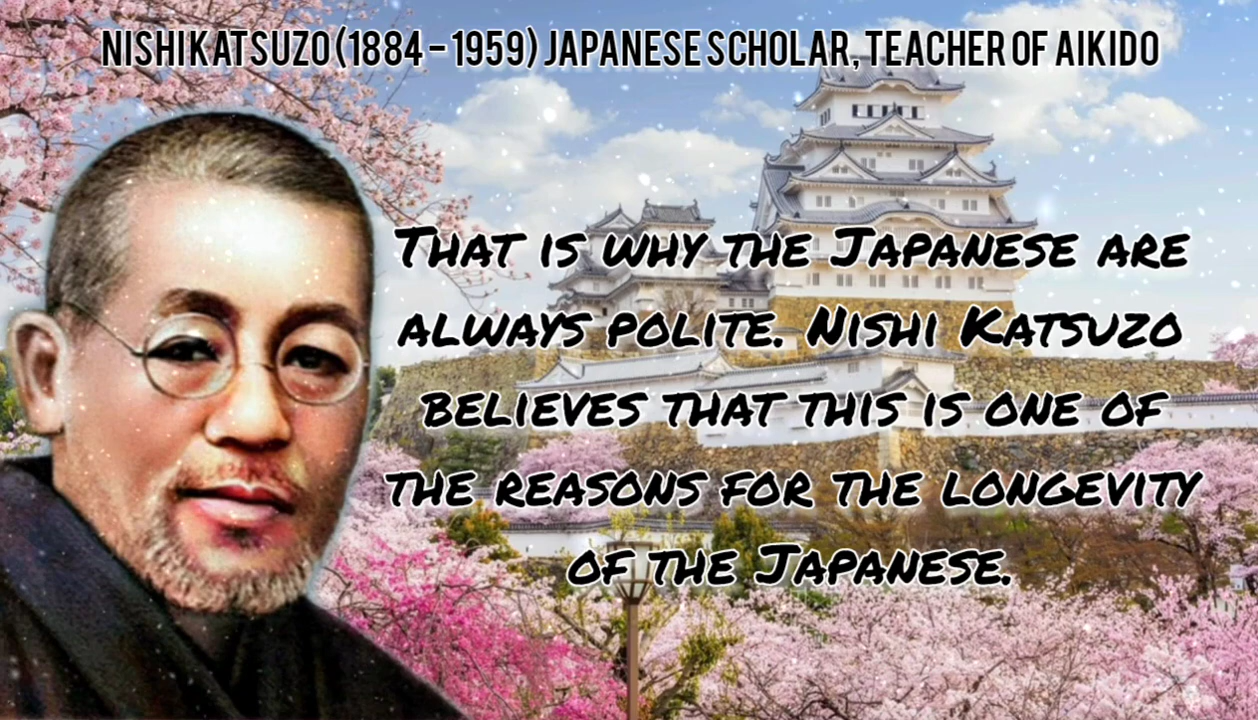 NISHI KATSUZO (1884 - 1959) JAPANESE SCHOLAR, TEACHER OF AIKIDO
THAT IS WHY THE JAPANESE ARE
ALWAYS POLITE. NISHI KATSUZO
BELIEVES THAT THIS IS ONE OF
THE REASONS FOR THE LONGEVITY
OF THE JAPANESE.